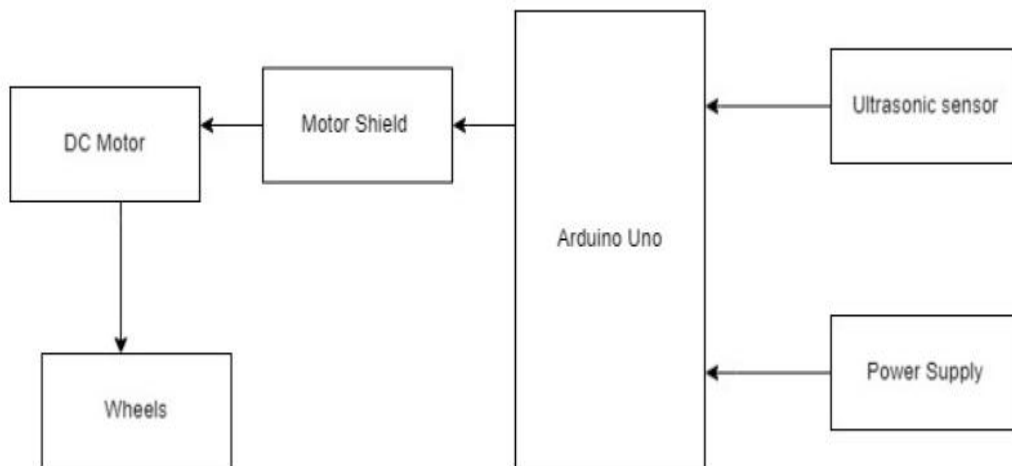 Ultrasonic sensor
Motor Shield
DC Motor
Arduino Uno
Power Supply
Wheels